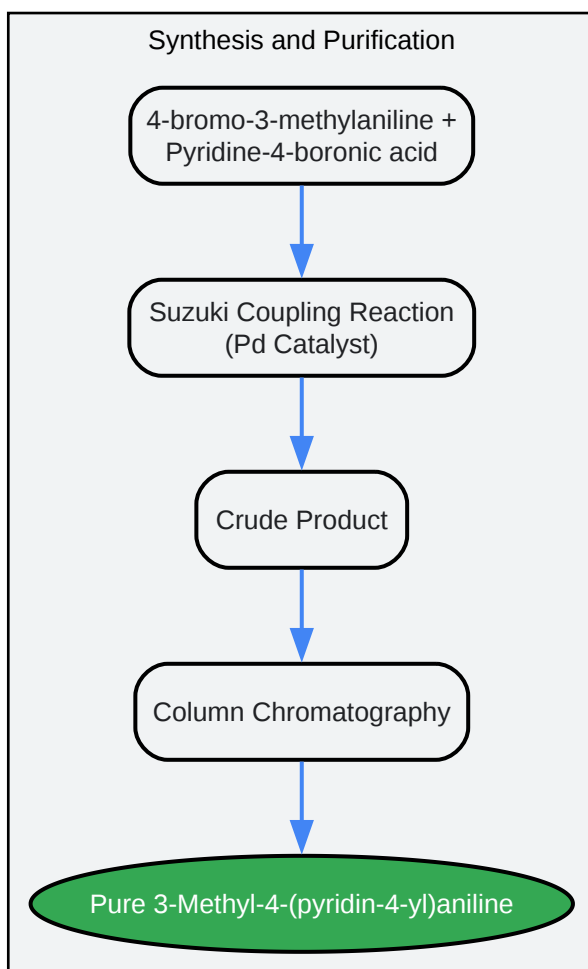 Synthesis and Purification
4-bromo-3-methylaniline +
Pyridine-4-boronic acid
Suzuki Coupling Reaction
(Pd Catalyst)
Crude Product
Column Chromatography
Pure 3-Methyl-4-(pyridin-4-yl)aniline